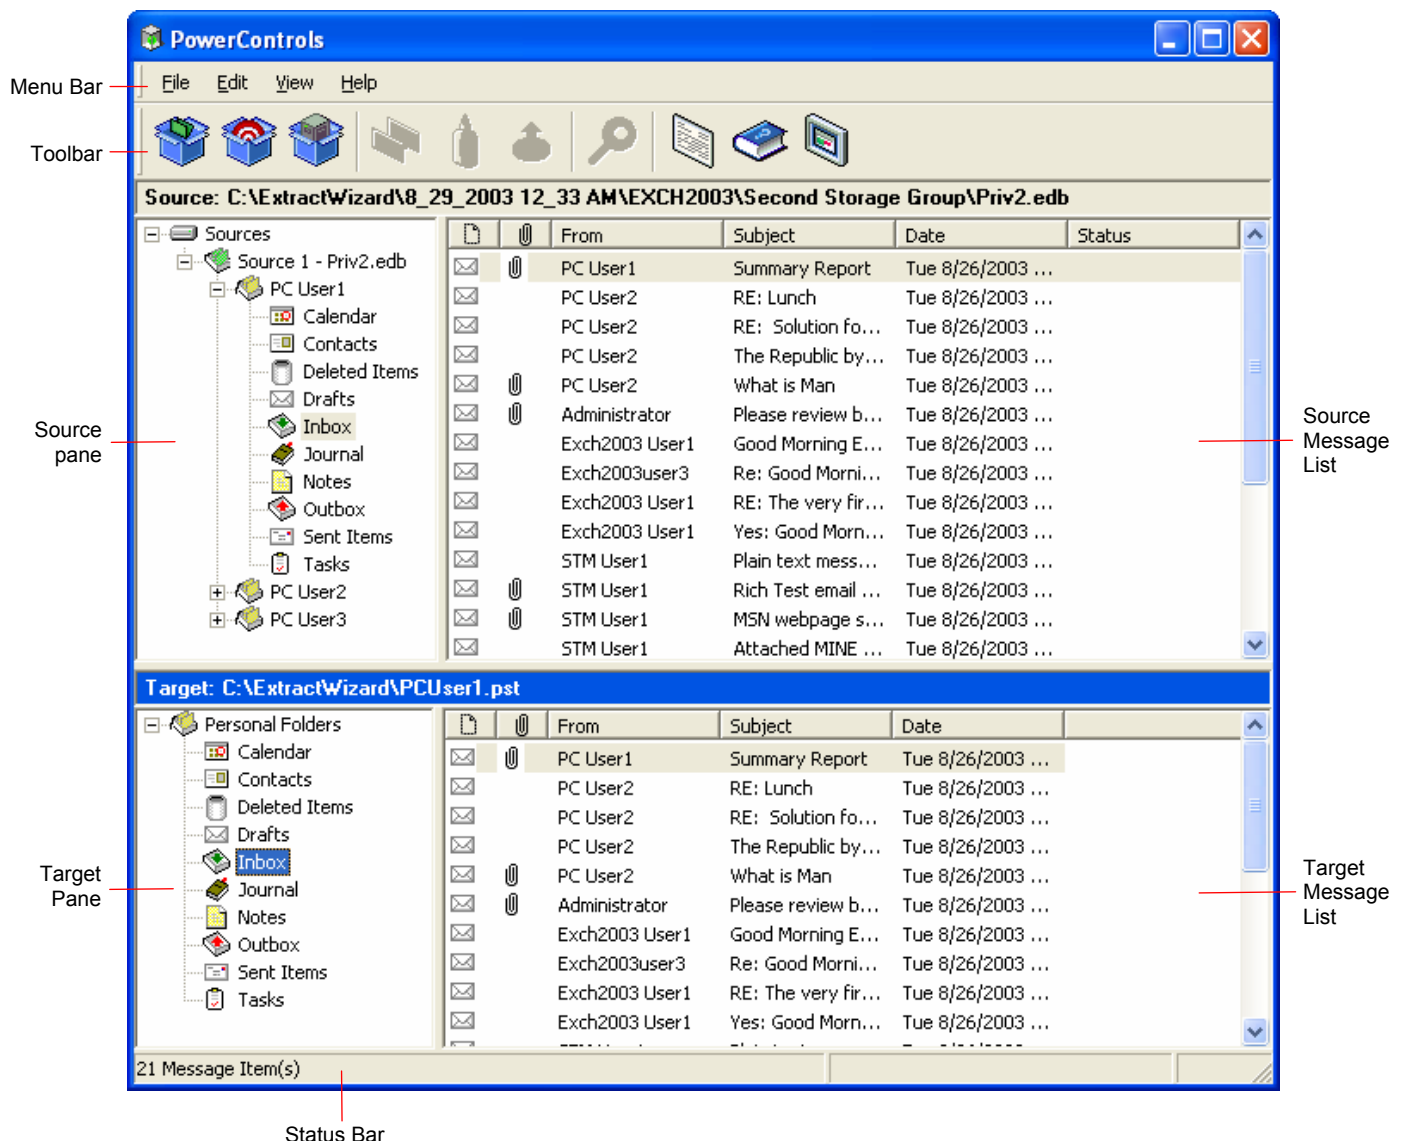 PowerControls
Menu Bar
File Edit View Help
Toolbar
Source: C:\ExtractWizard\8_29_2003 12_33 AM\EXCH2003\Second Storage Group\Priv2.edb
Sources
Source 1 - Priv2.edb
PC User1
Calendar
Contacts
Deleted Items
Drafts
Inbox
Journal
Notes
Outbox
Sent Items
Tasks
PC User2
PC User3
Source
pane
From Subject Date Status
PC User1 Summary Report Tue 8/26/2003 ...
PC User2 RE: Lunch Tue 8/26/2003 ...
PC User2 RE: Solution fo... Tue 8/26/2003 ...
PC User2 The Republic by... Tue 8/26/2003 ...
PC User2 What is Man Tue 8/26/2003 ...
Administrator Please review b... Tue 8/26/2003 ...
Exch2003 User1 Good Morning E... Tue 8/26/2003 ...
Exch2003user3 Re: Good Morni... Tue 8/26/2003 ...
Exch2003 User1 RE: The very fir... Tue 8/26/2003 ...
Exch2003 User1 Yes: Good Morn... Tue 8/26/2003 ...
STM User1 Plain text mess... Tue 8/26/2003 ...
STM User1 Rich Test email ... Tue 8/26/2003 ...
STM User1 MSN webpage s... Tue 8/26/2003 ...
STM User1 Attached MINE ... Tue 8/26/2003 ...
Source
Message
List
Target: C:\ExtractWizard\PCUser1.pst
Personal Folders
Calendar
Contacts
Deleted Items
Drafts
Inbox
Journal
Notes
Outbox
Sent Items
Tasks
Target
Pane
From Subject Date
PC User1 Summary Report Tue 8/26/2003 ...
PC User2 RE: Lunch Tue 8/26/2003 ...
PC User2 RE: Solution fo... Tue 8/26/2003 ...
PC User2 The Republic by... Tue 8/26/2003 ...
PC User2 What is Man Tue 8/26/2003 ...
Administrator Please review b... Tue 8/26/2003 ...
Exch2003 User1 Good Morning E... Tue 8/26/2003 ...
Exch2003user3 Re: Good Morni... Tue 8/26/2003 ...
Exch2003 User1 RE: The very fir... Tue 8/26/2003 ...
Exch2003 User1 Yes: Good Morn... Tue 8/26/2003 ...
Target
Message
List
21 Message Item(s)
Status Bar